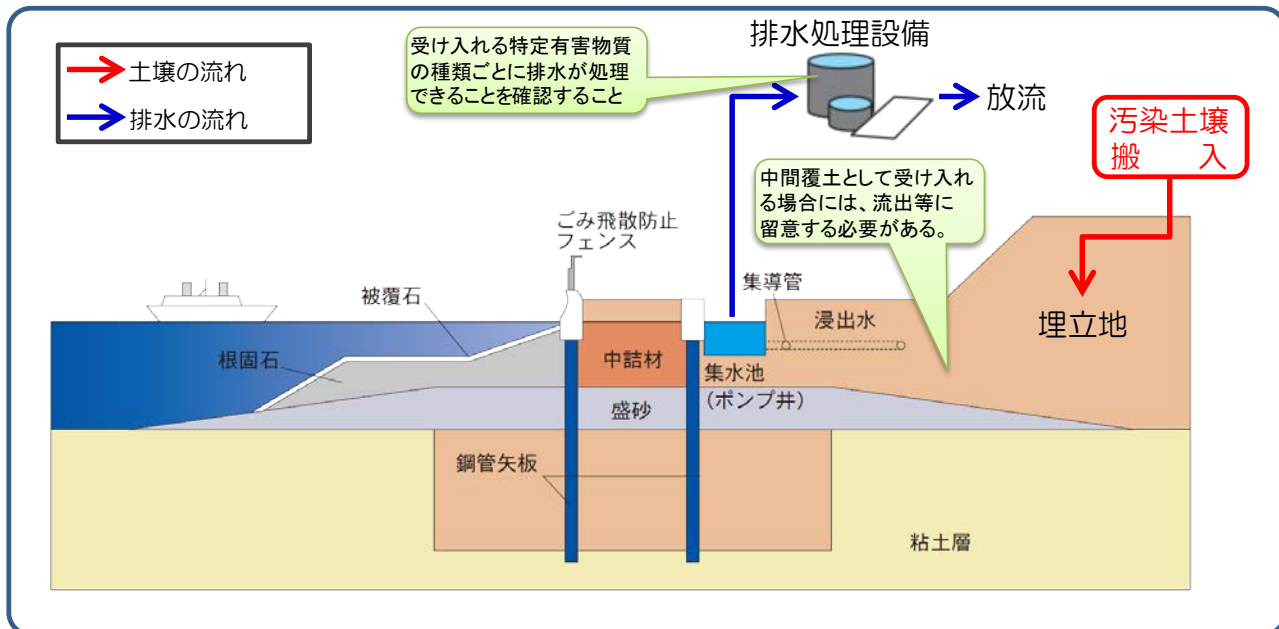 土壌の流れ
排水の流れ
受け入れる特定有害物質
の種類ごとに排水が処理
できることを確認すること
排水処理設備
放流
汚染土壌
搬　　入
中間覆土として受け入れ
る場合には、流出等に
留意する必要がある。
ごみ飛散防止
フェンス
被覆石
根固石
集導管
浸出水
埋立地
中詰材
集水池
(ポンプ井)
盛砂
鋼管矢板
粘土層